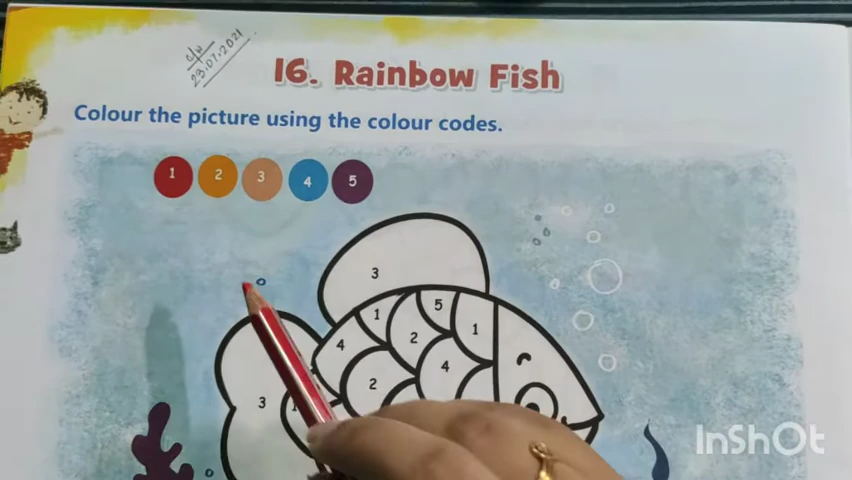 C/W
23.07.2021
16. Rainbow Fish
Colour the picture using the colour codes.
1 2 3 4 5
3
5
1 1
2
4
4
2
3
1
InShOt